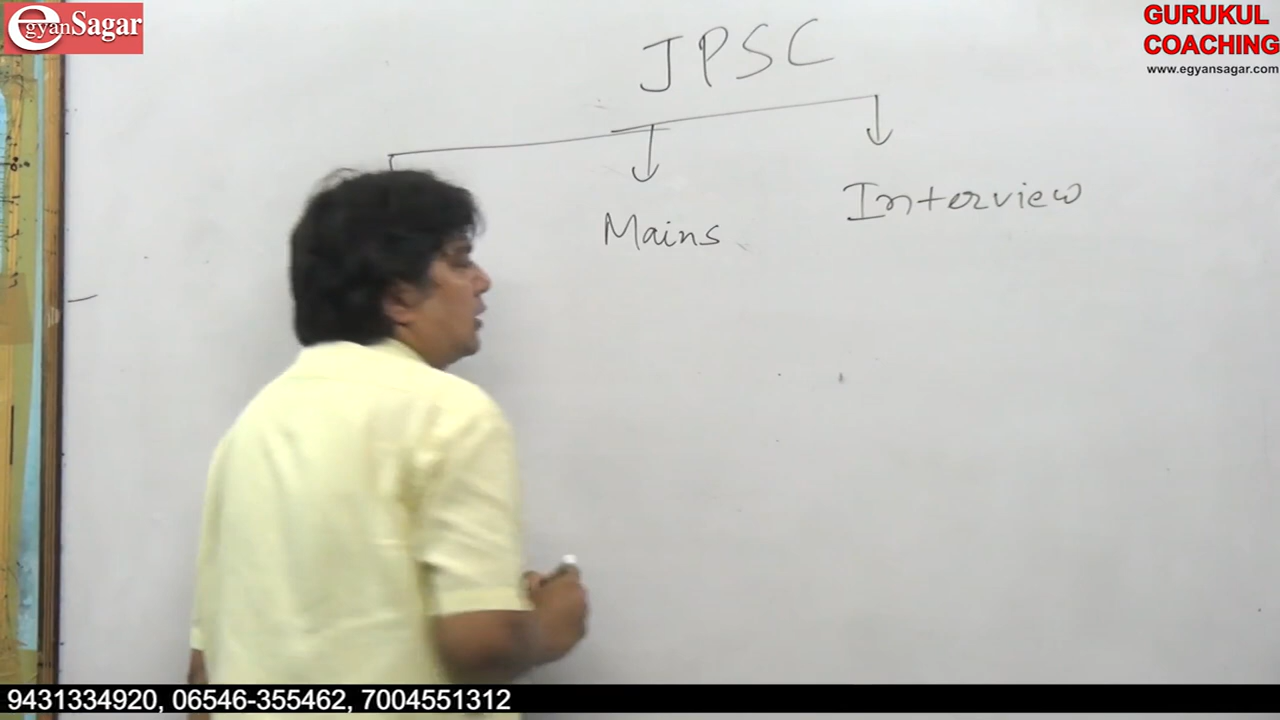 egyanSagar
GURUKUL
COACHING
www.egyansagar.com
JPSC
Mains
Interview
9431334920, 06546-355462, 7004551312